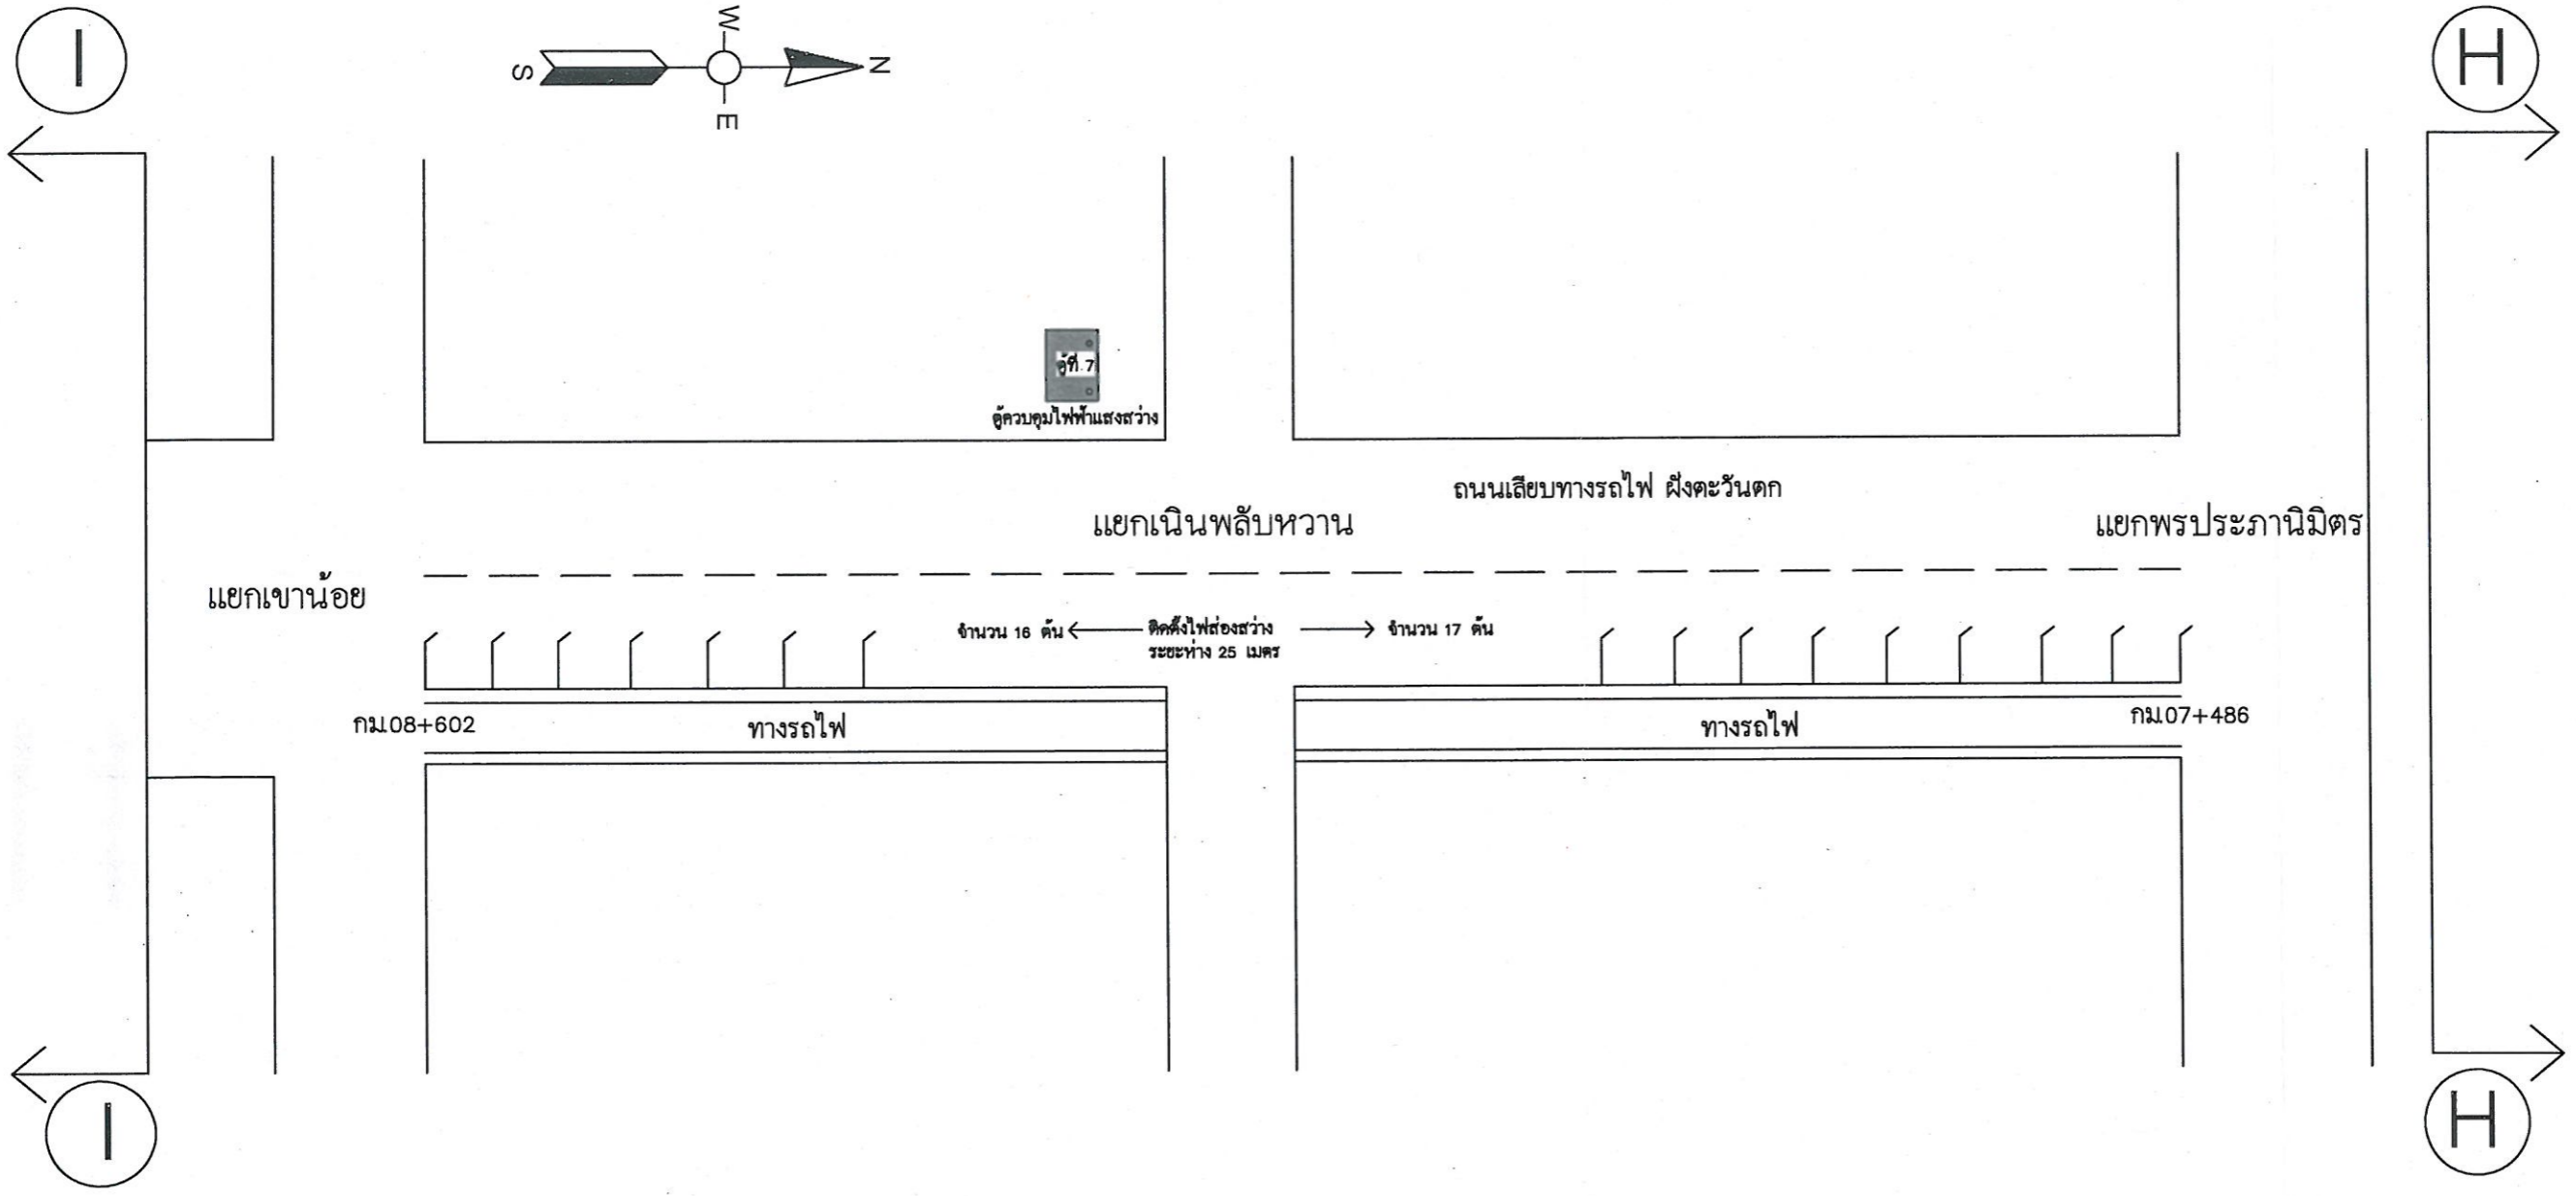 I
H
W
S
N
E
ตู้ที่ 7
ตู้ควบคุมไฟฟ้าแสงสว่าง
ถนนเลียบทางรถไฟ ฝั่งตะวันตก
แยกเนินพลับหวาน
แยกพรประภานิมิตร
แยกเขาน้อย
จำนวน 16 ต้น
ติดตั้งไฟส่องสว่าง
ระยะห่าง 25 เมตร
จำนวน 17 ต้น
กม.08+602
ทางรถไฟ
ทางรถไฟ
กม.07+486
I
H